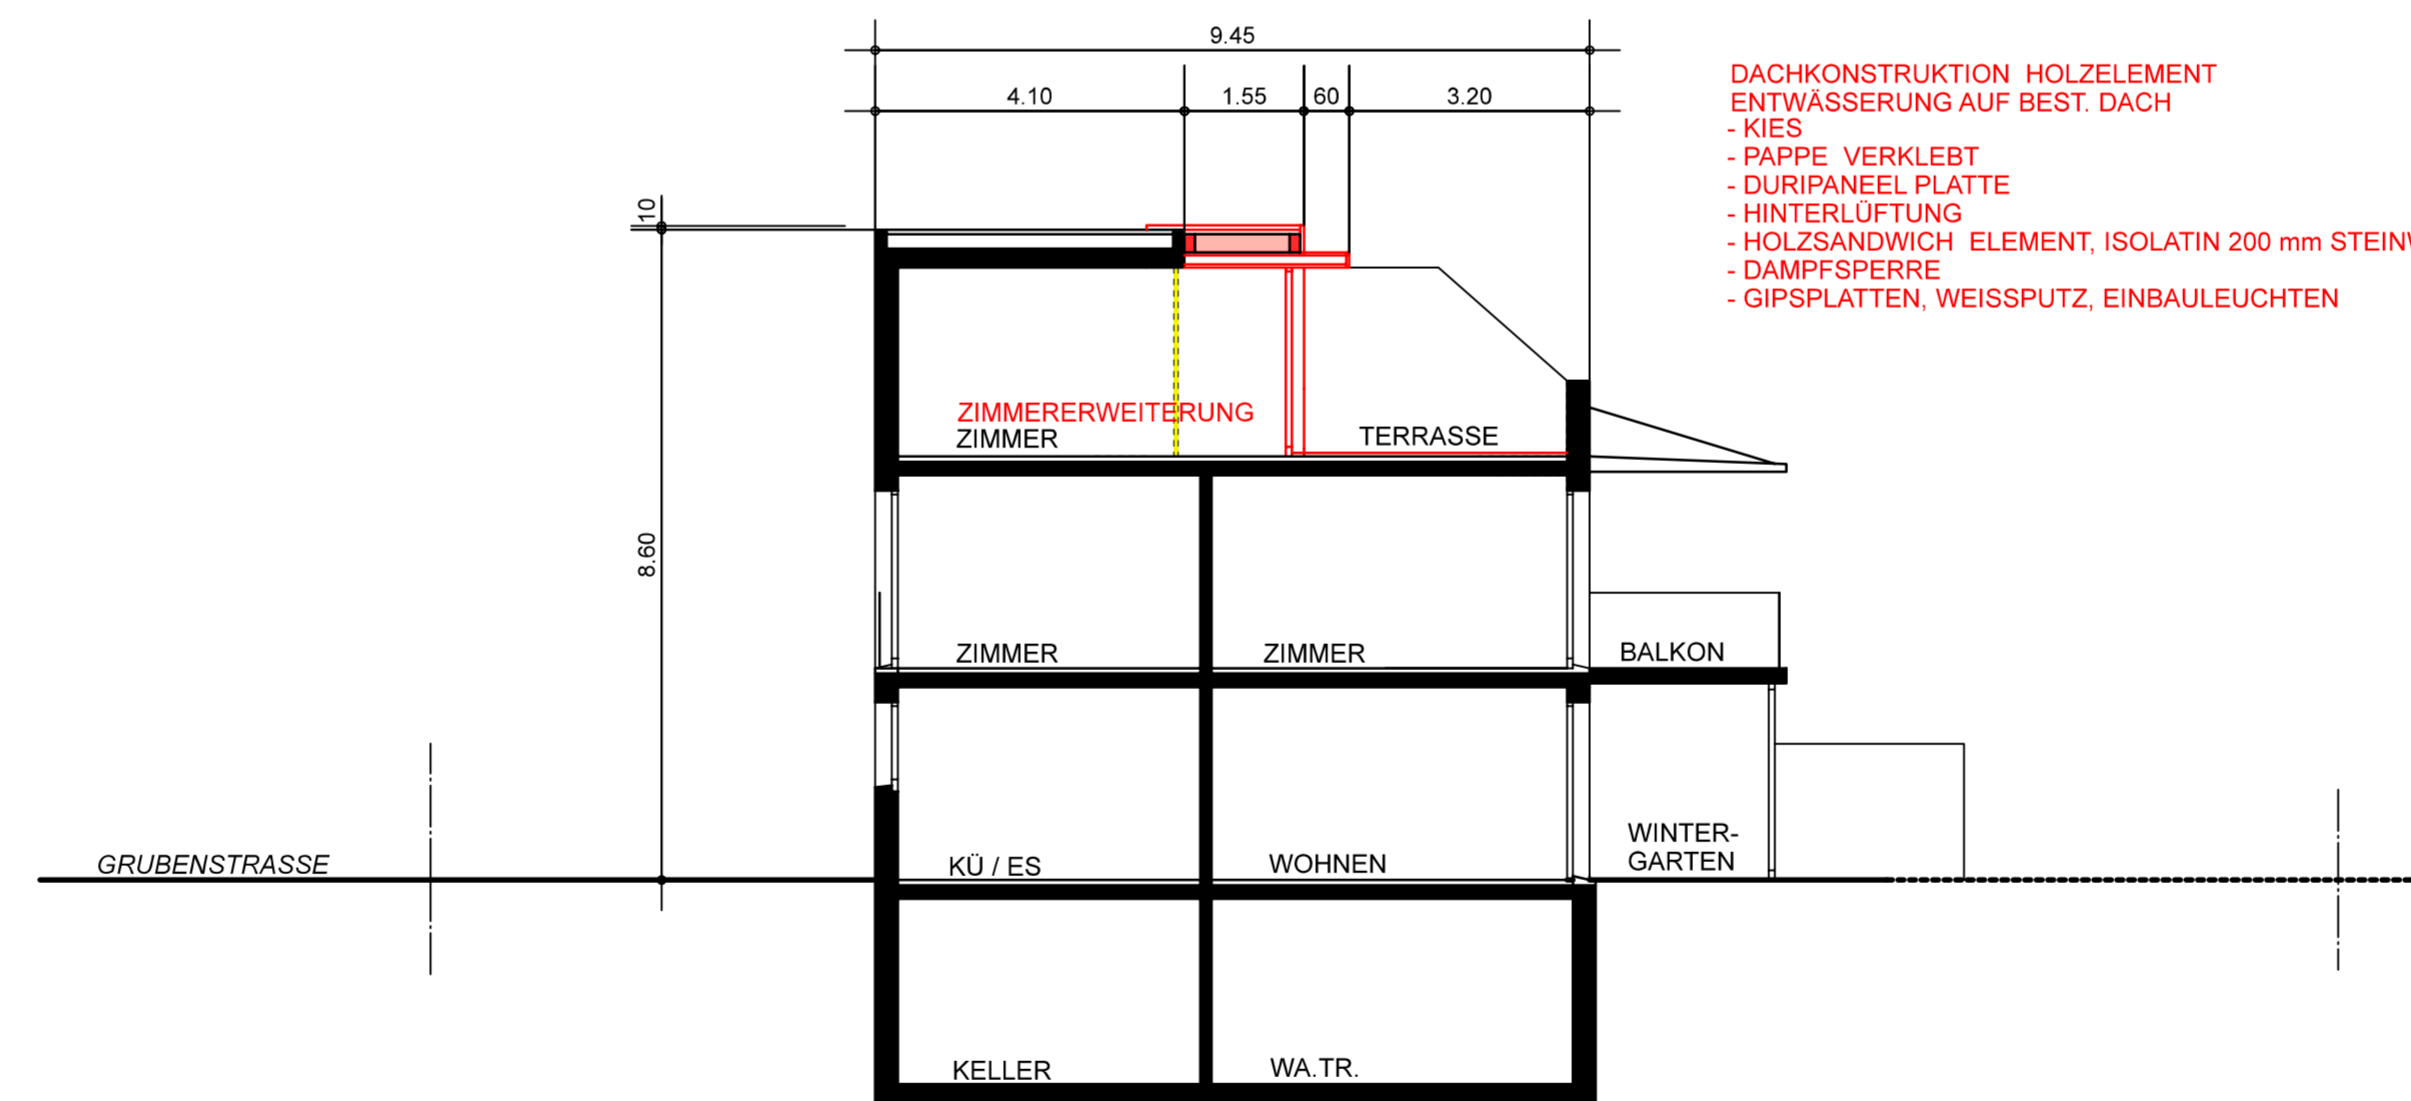 9.45
4.10 1.55 60 3.20
DACHKONSTRUKTION HOLZELEMENT
ENTWÄSSERUNG AUF BEST. DACH
- KIES
- PAPPE VERKLEBT
- DURIPANEEL PLATTE
- HINTERLÜFTUNG
- HOLZSANDWICH ELEMENT, ISOLATIN 200 mm
- DAMPFSPERRE
- GIPSPLATTEN, WEISSPUTZ, EINBAULEUCHTEN
10
8.60
ZIMMERERWEITERUNG
ZIMMER
TERRASSE
ZIMMER
ZIMMER
BALKON
GRUBENSTRASSE
KÜ / ES
WOHNEN
WINTER-
GARTEN
KELLER
WA.TR.